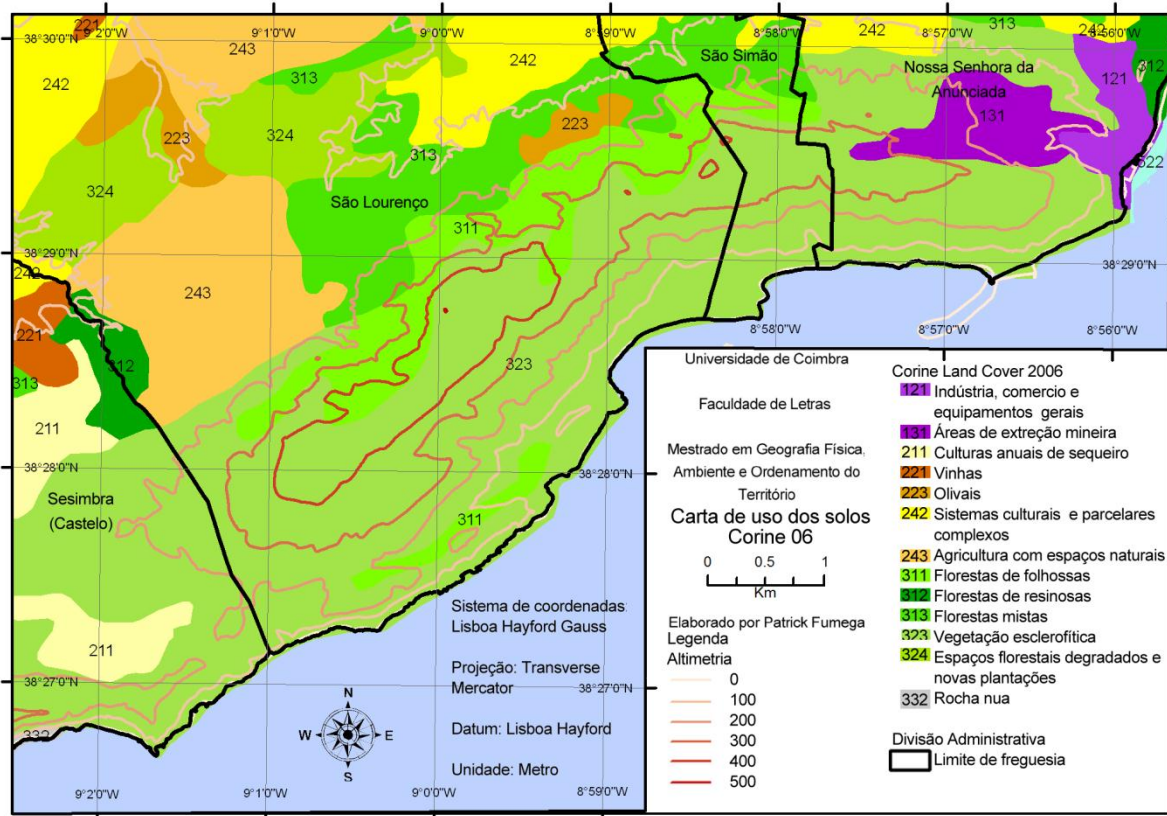 38°30'0"N
9°2'0"W
9°1'0"W
9°0'0"W
8°59'0"W
8°58'0"W
8°57'0"W
8°56'0"W
221
243
242
313
242
223
324
313
324
223
313
São Simão
242
313
242
Nossa Senhora da
Anunciada
121
312
131
522
São Lourenço
311
38°29'0"N
38°29'0"N
242
243
221
312
313
211
323
8°58'0"W
8°57'0"W
8°56'0"W
38°28'0"N
38°28'0"N
Sesimbra
(Castelo)
311
211
38°27'0"N
38°27'0"N
332
Sistema de coordenadas
Lisboa Hayford Gauss
Projeção: Transverse
Mercator
Datum: Lisboa Hayford
Unidade: Metro
N
W
E
S
9°2'0"W
9°1'0"W
9°0'0"W
8°59'0"W
Universidade de Coimbra
Faculdade de Letras
Mestrado em Geografia Física,
Ambiente e Ordenamento do
Território
Carta de uso dos solos
Corine 06
0 0.5 1
Km
Elaborado por Patrick Fumega
Legenda
Altimetria
0
100
200
300
400
500
Corine Land Cover 2006
121 Indústria, comercio e
equipamentos gerais
131 Áreas de extreção mineira
211 Culturas anuais de sequeiro
221 Vinhas
223 Olivais
242 Sistemas culturais e parcelares
complexos
243 Agricultura com espaços naturais
311 Florestas de folhossas
312 Florestas de resinosas
313 Florestas mistas
323 Vegetação esclerofítica
324 Espaços florestais degradados e
novas plantações
332 Rocha nua
Divisão Administrativa
Limite de freguesia